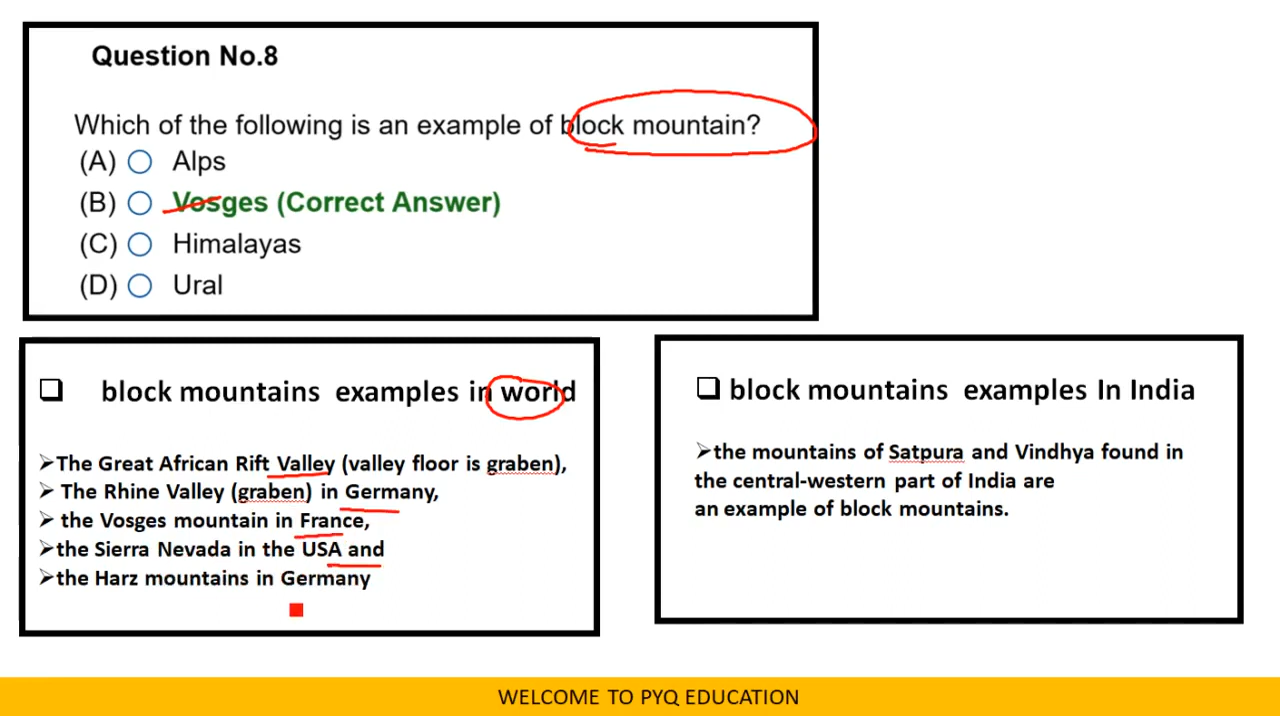 Question No.8
Which of the following is an example of block mountain?
(A) Alps
(B) Vosges (Correct Answer)
(C) Himalayas
(D) Ural
block mountains examples in world
The Great African Rift Valley (valley floor is graben),
The Rhine Valley (graben) in Germany,
the Vosges mountain in France,
the Sierra Nevada in the USA and
the Harz mountains in Germany
block mountains examples In India
the mountains of Satpura and Vindhya found in
the central-western part of India are
an example of block mountains.
WELCOME TO PYQ EDUCATION